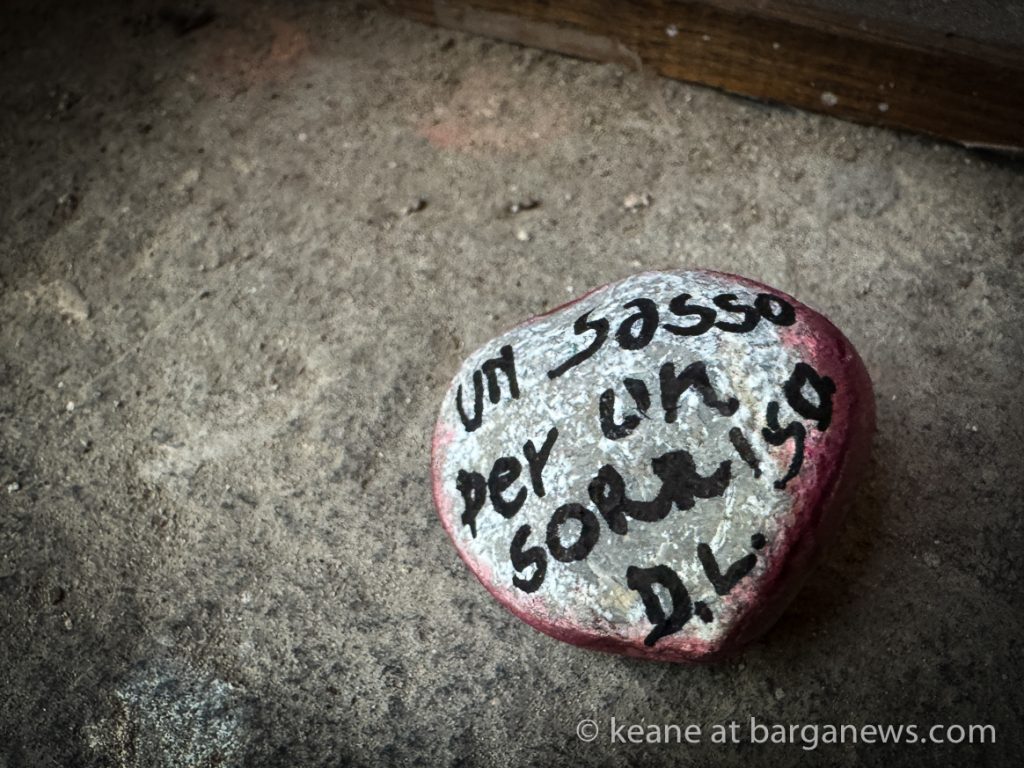 un sasso
per un
sorriso
D.L.
© keane at barganews.com